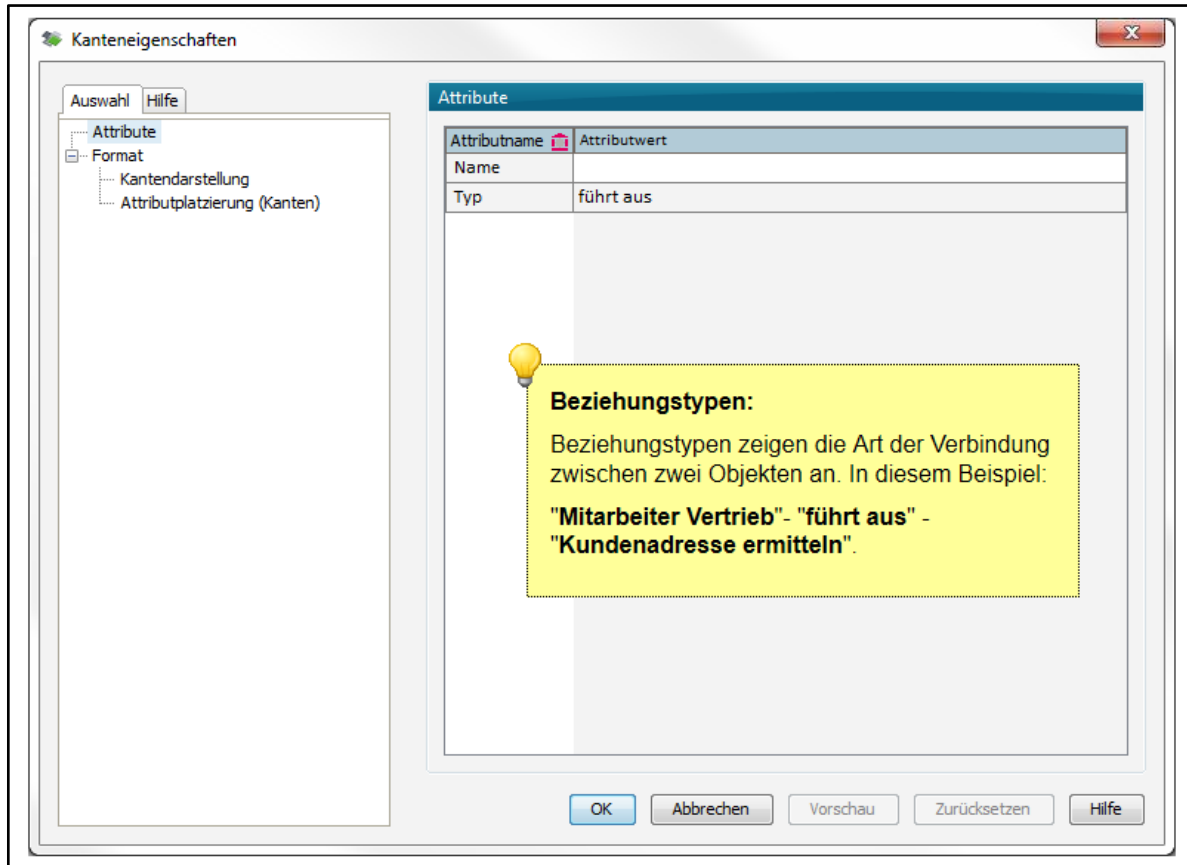 Kanteneigenschaften
Auswahl Hilfe
Attribute
Format
Kantendarstellung
Attributplatzierung (Kanten)
Attribute
Attributname Attributwert
Name
Typ führt aus
Beziehungstypen:
Beziehungstypen zeigen die Art der Verbindung
zwischen zwei Objekten an. In diesem Beispiel:
"Mitarbeiter Vertrieb"- "führt aus" -
"Kundenadresse ermitteln".
OK Abbrechen Vorschau Zurücksetzen Hilfe